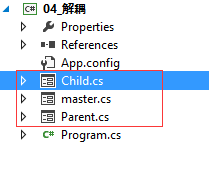 C# 04_解耦
Properties
References
App.config
Child.cs
master.cs
Parent.cs
C# Program.cs